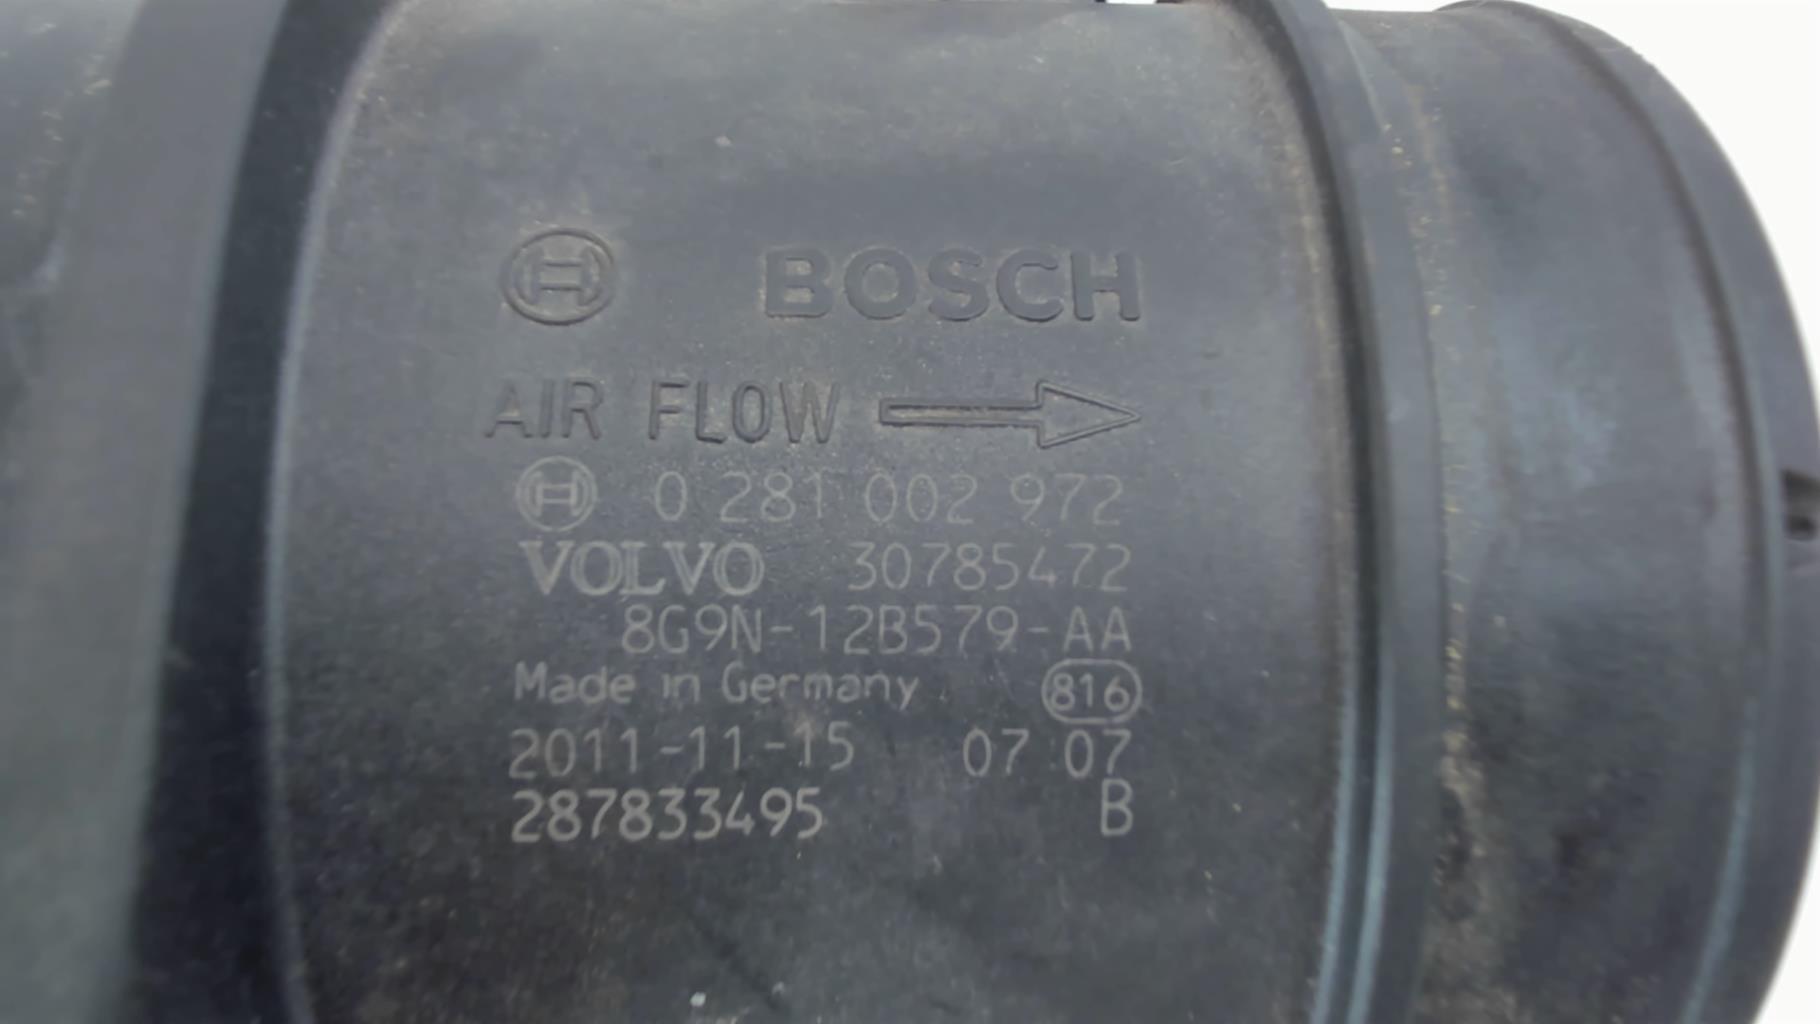 BOSCH
AIR FLOW
0 281 002 972
VOLVO 30785472
8G9N-12B579-AA
Made in Germany 816
2011-11-15 07 07
287833495 B